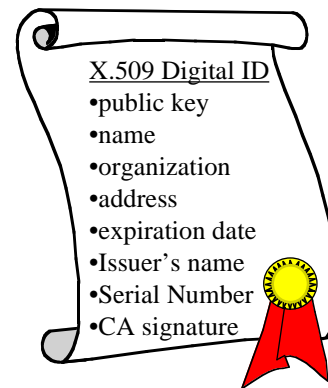 X.509 Digital ID
•public key
•name
•organization
•address
•expiration date
•Issuer's name
•Serial Number
•CA signature